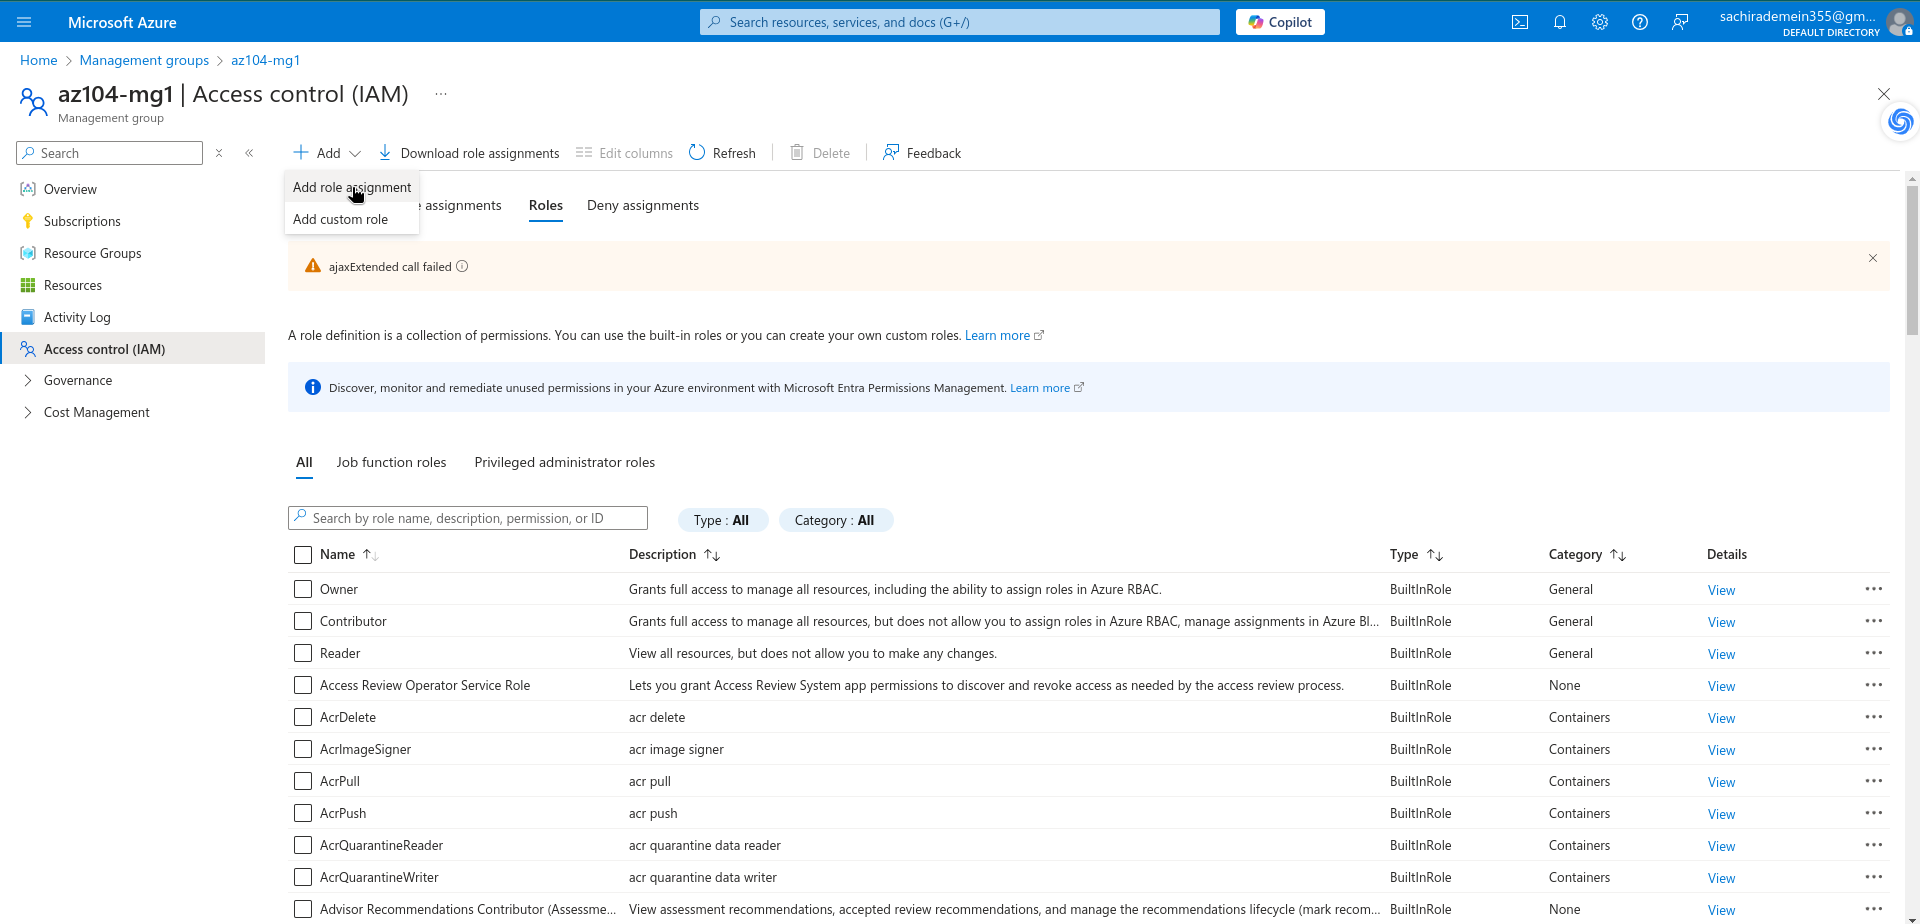 Microsoft Azure
Search resources, services, and docs (G+/)
Copilot
sachirademein355@gm...
DEFAULT DIRECTORY
Home > Management groups > az104-mg1
az104-mg1 | Access control (IAM) ...
Management group
Search
Overview
Subscriptions
Resource Groups
Resources
Activity Log
Access control (IAM)
Governance
Cost Management
Add
Download role assignments
Edit columns
Refresh
Delete
Feedback
Add role assignment
Add custom role
assignments
Roles
Deny assignments
ajaxExtended call failed
A role definition is a collection of permissions. You can use the built-in roles or you can create your own custom roles. Learn more
Discover, monitor and remediate unused permissions in your Azure environment with Microsoft Entra Permissions Management. Learn more
All Job function roles Privileged administrator roles
Search by role name, description, permission, or ID
Type : All
Category : All
Name Description Type Category Details
Owner Grants full access to manage all resources, including the ability to assign roles in Azure RBAC. BuiltInRole General View
Contributor Grants full access to manage all resources, but does not allow you to assign roles in Azure RBAC, manage assignments in Azure Bl... BuiltInRole General View
Reader View all resources, but does not allow you to make any changes. BuiltInRole General View
Access Review Operator Service Role Lets you grant Access Review System app permissions to discover and revoke access as needed by the access review process. BuiltInRole None View
AcrDelete acr delete BuiltInRole Containers View
AcrImageSigner acr image signer BuiltInRole Containers View
AcrPull acr pull BuiltInRole Containers View
AcrPush acr push BuiltInRole Containers View
AcrQuarantineReader acr quarantine data reader BuiltInRole Containers View
AcrQuarantineWriter acr quarantine data writer BuiltInRole Containers View
Advisor Recommendations Contributor (Assessme... View assessment recommendations, accepted review recommendations, and manage the recommendations lifecycle (mark recom... BuiltInRole None View